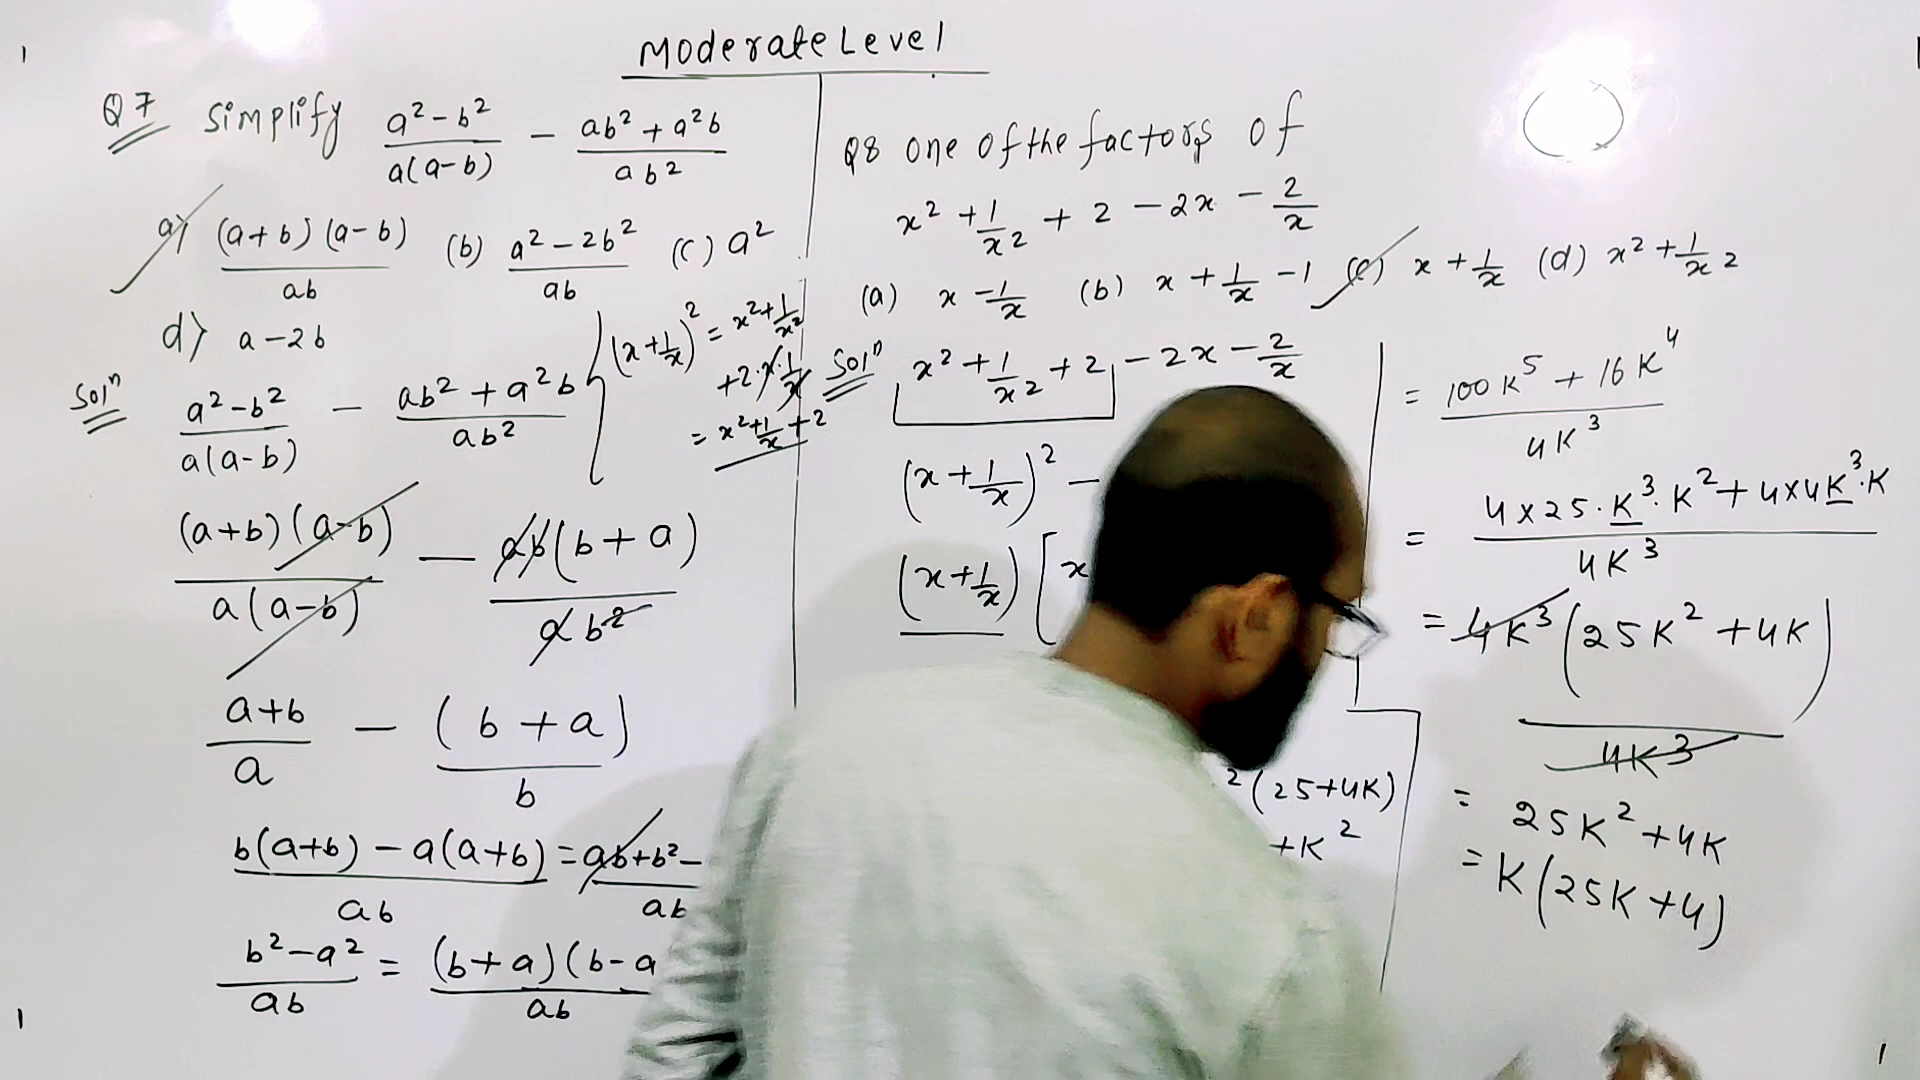 Moderate Level
Q7 Simplify (a² - b²)/(a(a-b)) - (ab² + a²b)/(ab²)
a) ((a+b)(a-b))/(ab) (b) (a² - 2b²)/(ab) (c) a²
d) a - 2b
Solⁿ (a² - b²)/(a(a-b)) - (ab² + a²b)/(ab²)
((a+b)(a-b))/(a(a-b)) - (ab(b+a))/(ab²)
(a+b)/a - (b+a)/b
(b(a+b) - a(a+b))/(ab) = ab+b²- /ab
(b² - a²)/(ab) = (b+a)(b-a /ab
(x + 1/x)² = x² + 1/x²
+2·x·1/x
= x² + 1/x + 2
Q8 One of the factors of
x² + 1/x² + 2 - 2x - 2/x
(a) x - 1/x (b) x + 1/x - 1 (c) x + 1/x (d) x² + 1/x²
Solⁿ x² + 1/x² + 2 - 2x - 2/x
(x + 1/x)² -
(x + 1/x) [x
²(25+4K)
+K²
= (100K⁵ + 16K⁴)/(4K³)
= (4×25·K³·K² + 4×4K³·K)/(4K³)
= 4K³(25K² + 4K)/(4K³)
= 25K² + 4K
= K(25K + 4)